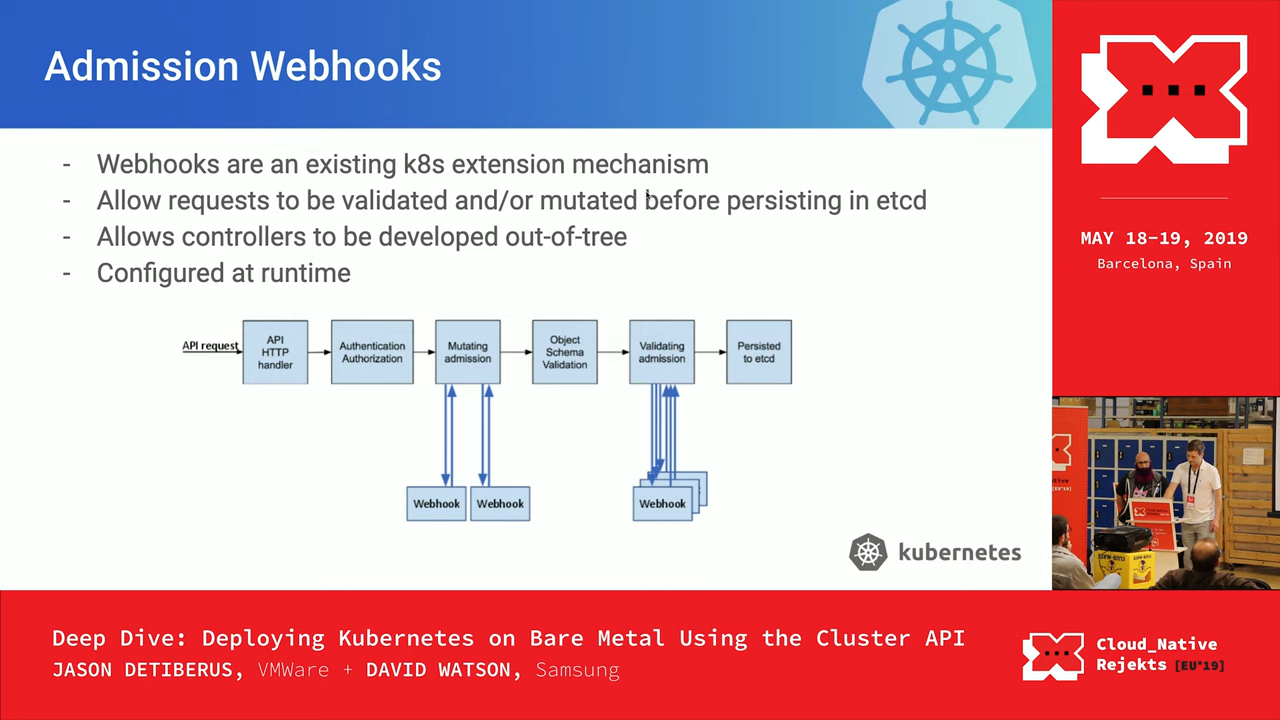 Admission Webhooks
- Webhooks are an existing k8s extension mechanism
- Allow requests to be validated and/or mutated before persisting in etcd
- Allows controllers to be developed out-of-tree
- Configured at runtime
API request
API
HTTP
handler
Authentication
Authorization
Mutating
admission
Object
Schema
Validation
Validating
admission
Persisted
to etcd
Webhook
Webhook
Webhook
kubernetes
MAY 18-19, 2019
Barcelona, Spain
Deep Dive: Deploying Kubernetes on Bare Metal Using the Cluster API
JASON DETIBERUS, VMWare + DAVID WATSON, Samsung
Cloud_Native
Rejekts [EU*19]